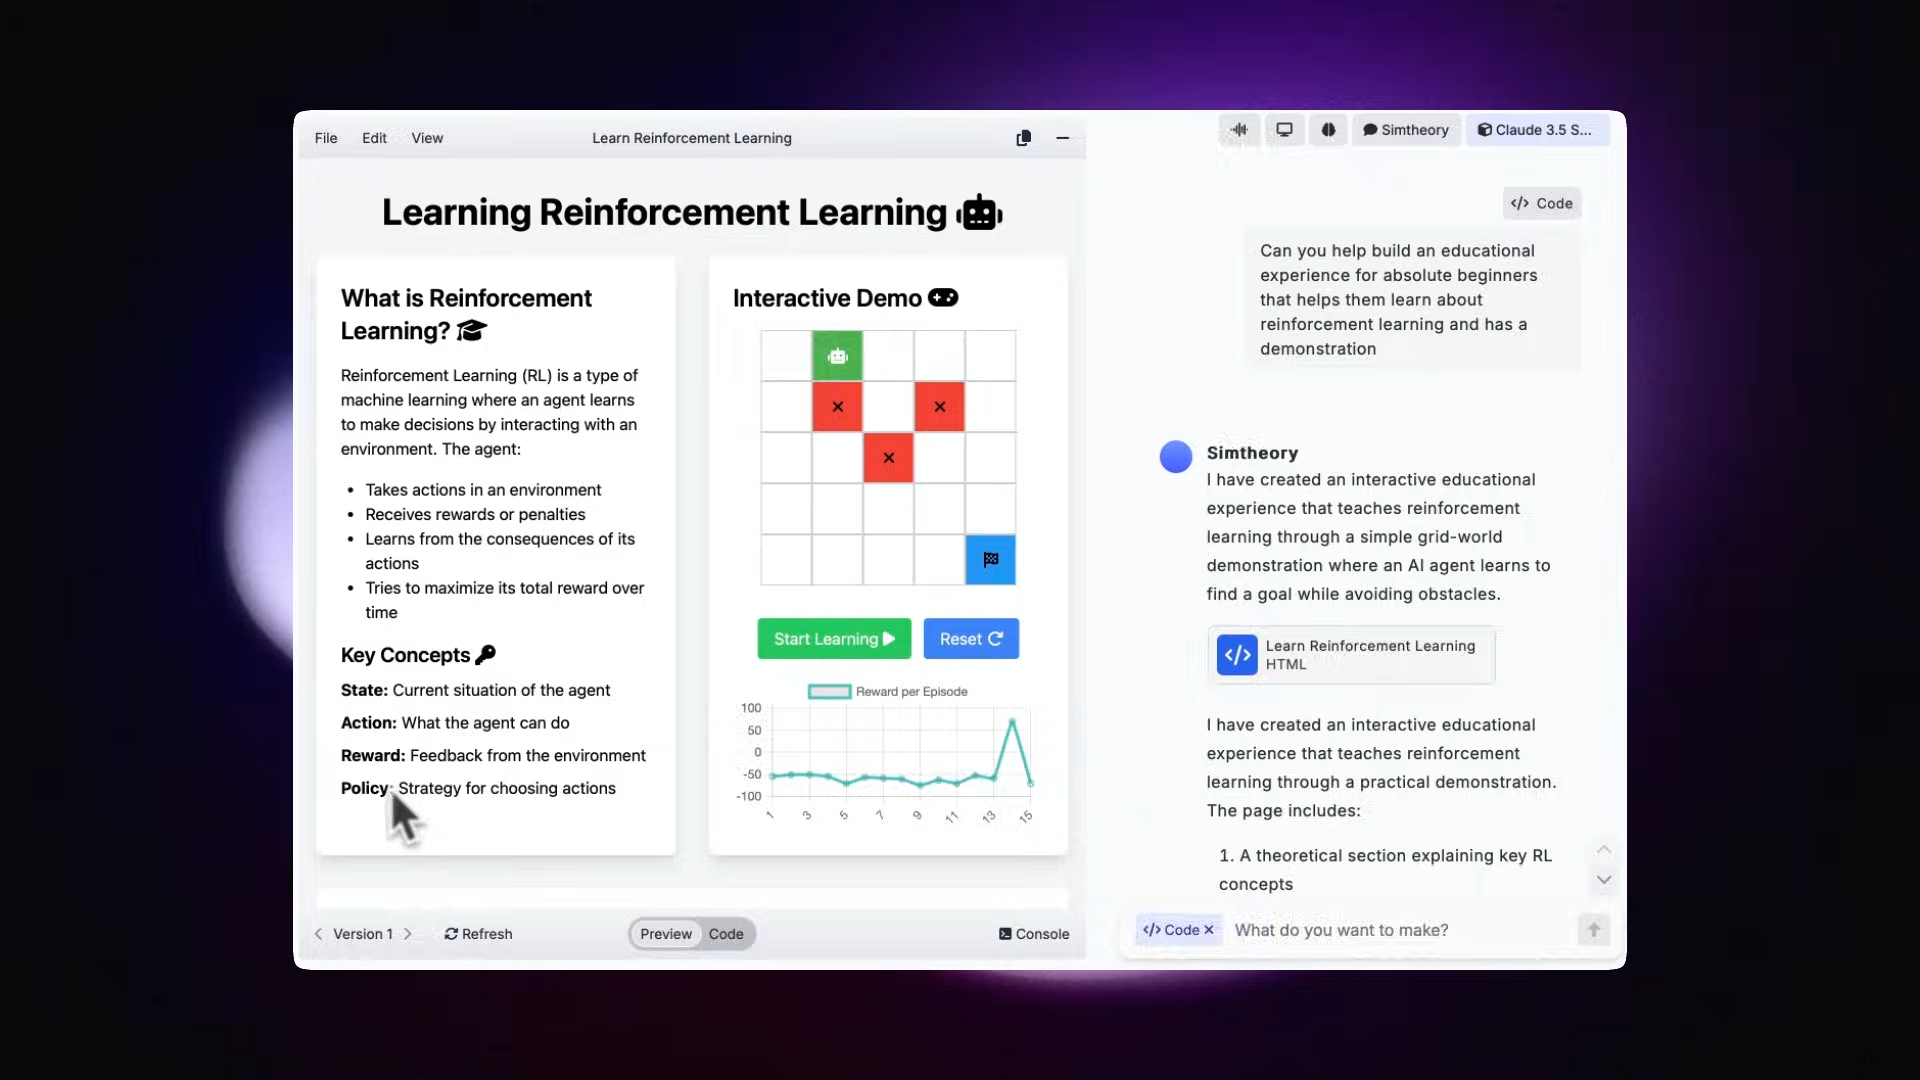 File Edit View
Learn Reinforcement Learning
Learning Reinforcement Learning
What is Reinforcement
Learning?
Reinforcement Learning (RL) is a type of
machine learning where an agent learns
to make decisions by interacting with an
environment. The agent:
• Takes actions in an environment
• Receives rewards or penalties
• Learns from the consequences of its
actions
• Tries to maximize its total reward over
time
Key Concepts
State: Current situation of the agent
Action: What the agent can do
Reward: Feedback from the environment
Policy: Strategy for choosing actions
Interactive Demo
Start Learning
Reset
Reward per Episode
100
50
0
-50
-100
1 3 5 7 9 11 13 15
Version 1
Refresh
Preview Code
Console
Simtheory
Claude 3.5 S...
</> Code
Can you help build an educational
experience for absolute beginners
that helps them learn about
reinforcement learning and has a
demonstration
Simtheory
I have created an interactive educational
experience that teaches reinforcement
learning through a simple grid-world
demonstration where an AI agent learns to
find a goal while avoiding obstacles.
</>
Learn Reinforcement Learning
HTML
I have created an interactive educational
experience that teaches reinforcement
learning through a practical demonstration.
The page includes:
1. A theoretical section explaining key RL
concepts
</> Code ×
What do you want to make?